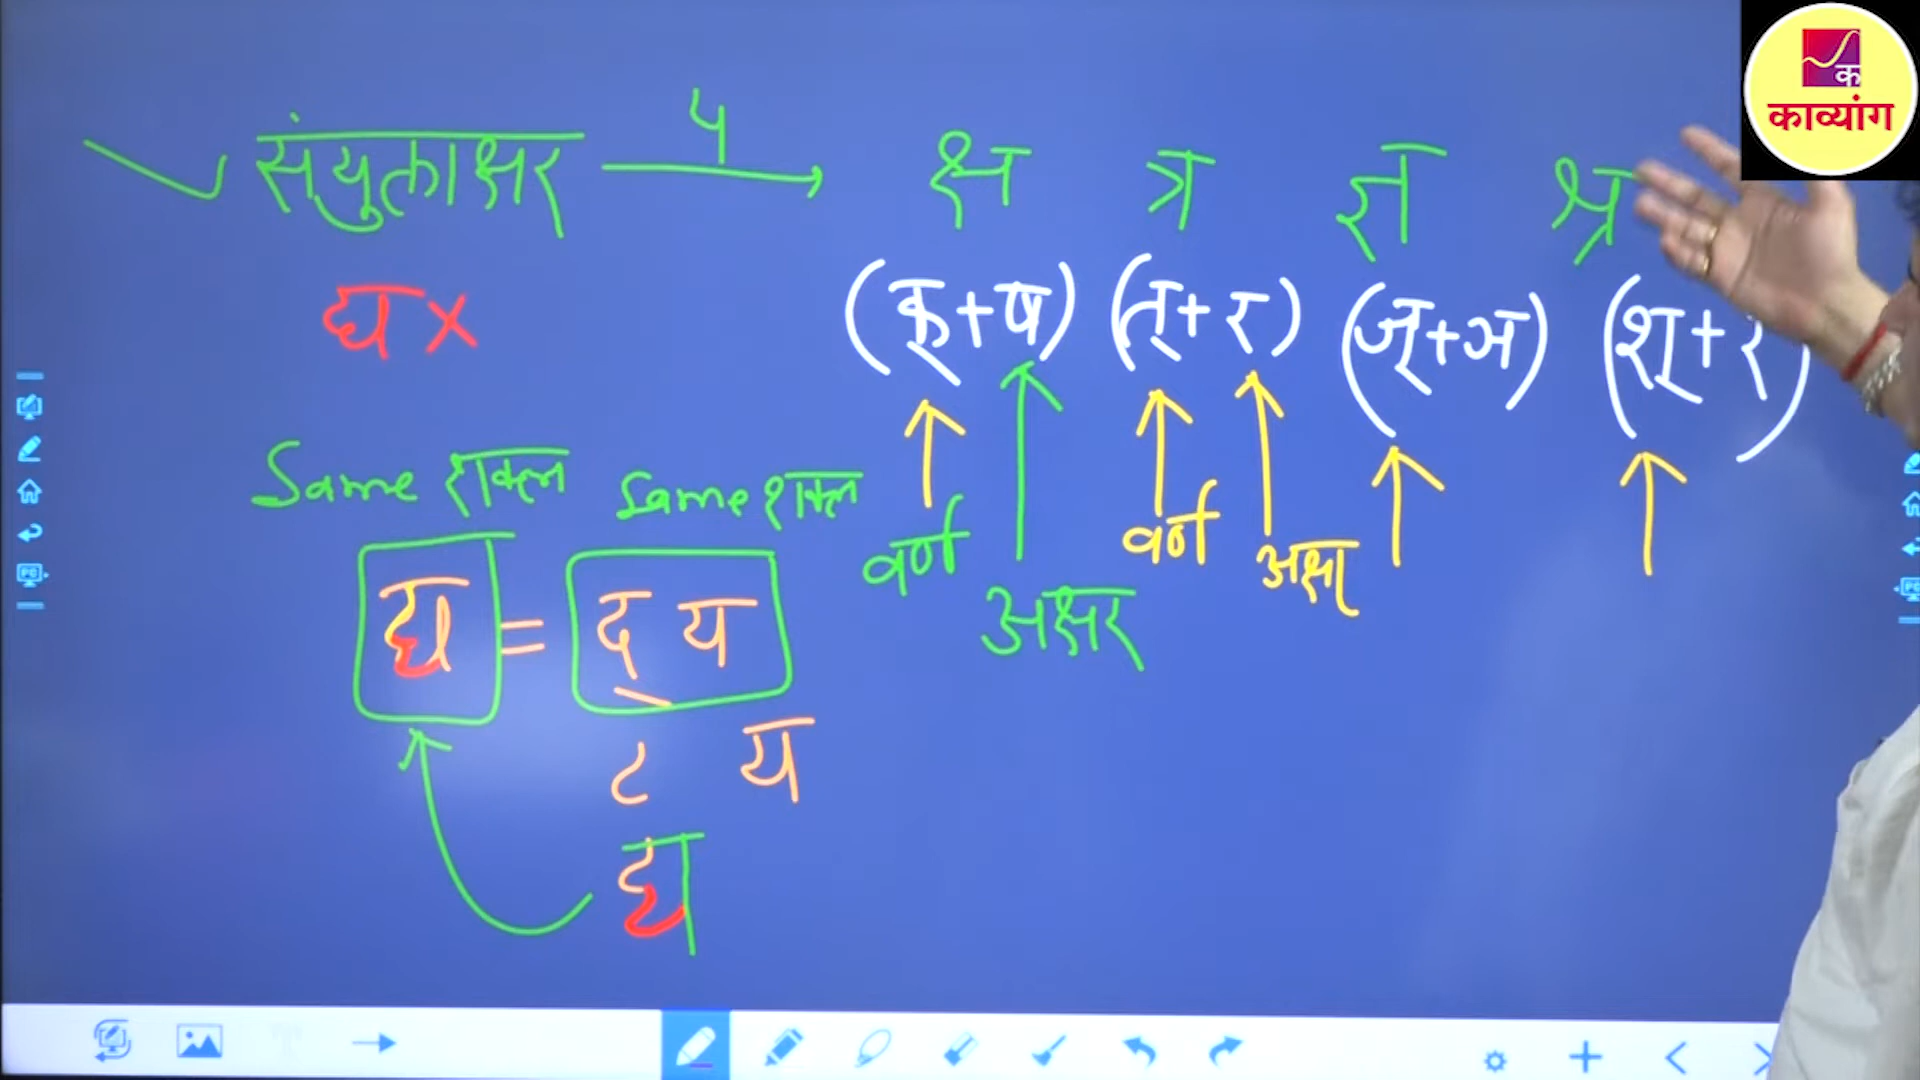 क
काव्यांग
संयुक्ताक्षर 4 → क्ष त्र ज्ञ श्र
द्य ×
(क्+ष) (त्+र) (ज्+ञ) (श्+र)
Same शक्ल Same शक्ल
वर्ण अक्षर वर्ण अक्षर
द्य = द् य
य
द्य